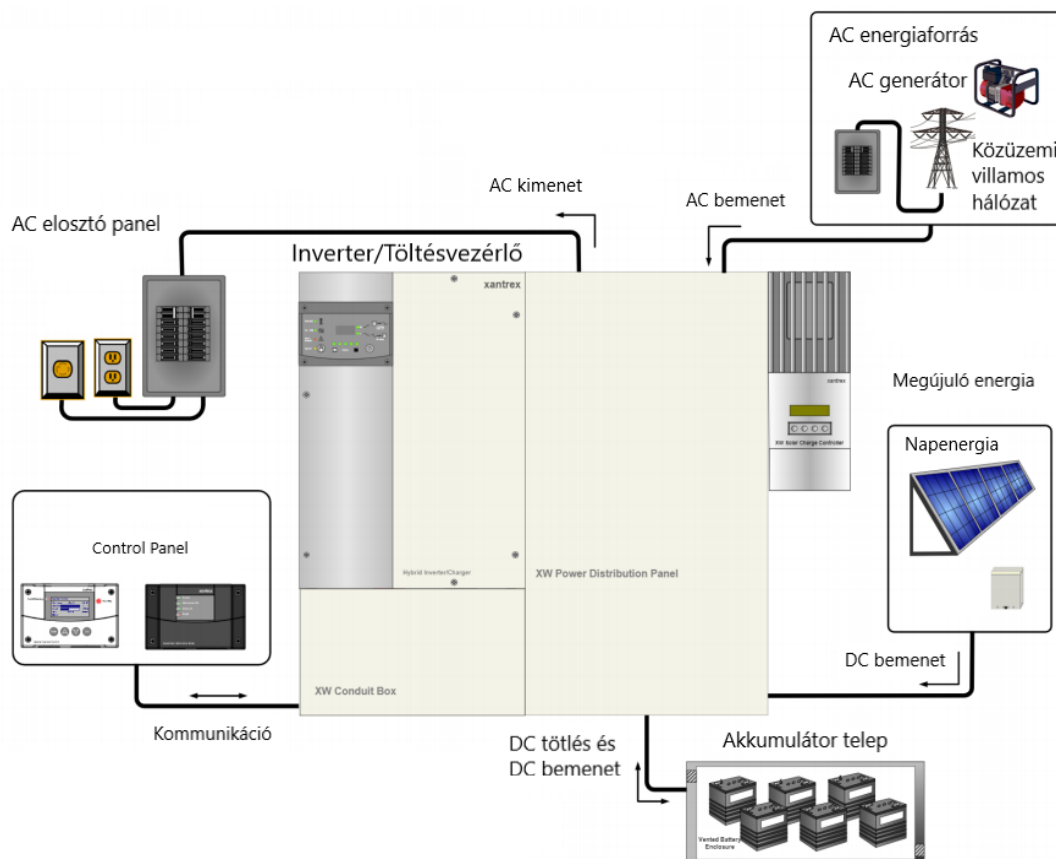 AC energiaforrás
AC generátor
Közüzemi
villamos
hálózat
AC kimenet
AC bemenet
AC elosztó panel
Inverter/Töltésvezérlő
xantrex
xantrex
XW Solar Charge Controller
Megújuló energia
Napenergia
Control Panel
Hybrid Inverter/Charger
XW Power Distribution Panel
DC bemenet
XW Conduit Box
Kommunikáció
DC tötlés és
DC bemenet
Akkumulátor telep
Vented Battery
Enclosure